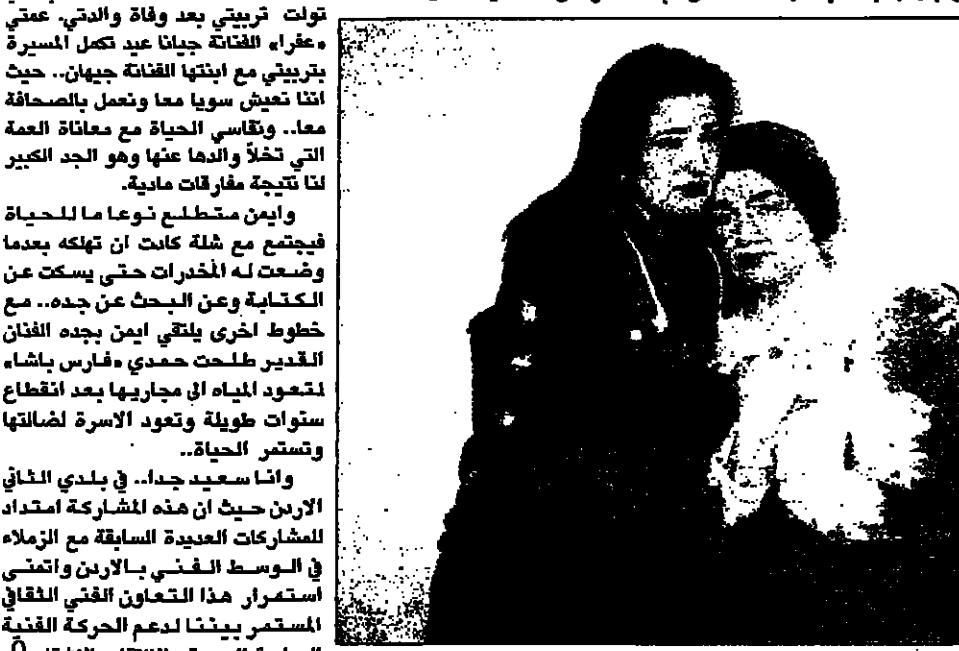 تولت تربيتي بعد وفاة والدتي. عمتي
«عفرا» الفنانة جيانا عيد تكمل المسيرة
بتربيتي مع ابنتها الفنانة جيهان.. حيث
اننا نعيش سويا معا ونعمل بالصحافة
معا.. ونقاسي الحياة مع معاناة العمة
التي تخلاّ والدها عنها وهو الجد الكبير
لنا نتيجة مفارقات مادية.
وايمن متطلع نوعا ما للحياة
فيجتمع مع شلة كادت ان تهلكه بعدما
وضعت له المخدرات حتى يسكت عن
الكتابة وعن البحث عن جده.. مع
خطوط اخرى يلتقي ايمن بجده الفنان
القدير طلحت حمدي «فارس باشا»
لتعود المياه الى مجاريها بعد انقطاع
سنوات طويلة وتعود الاسرة لضالتها
وتستمر الحياة..
وانا سعيد جدا.. في بلدي الثاني
الاردن حيث ان هذه المشاركة امتداد
للمشاركات العديدة السابقة مع الزملاء
في الوسط الفني بالاردن واتمنى
استمرار هذا التعاون الفني الثقافي
المستمر بيننا لدعم الحركة الفنية